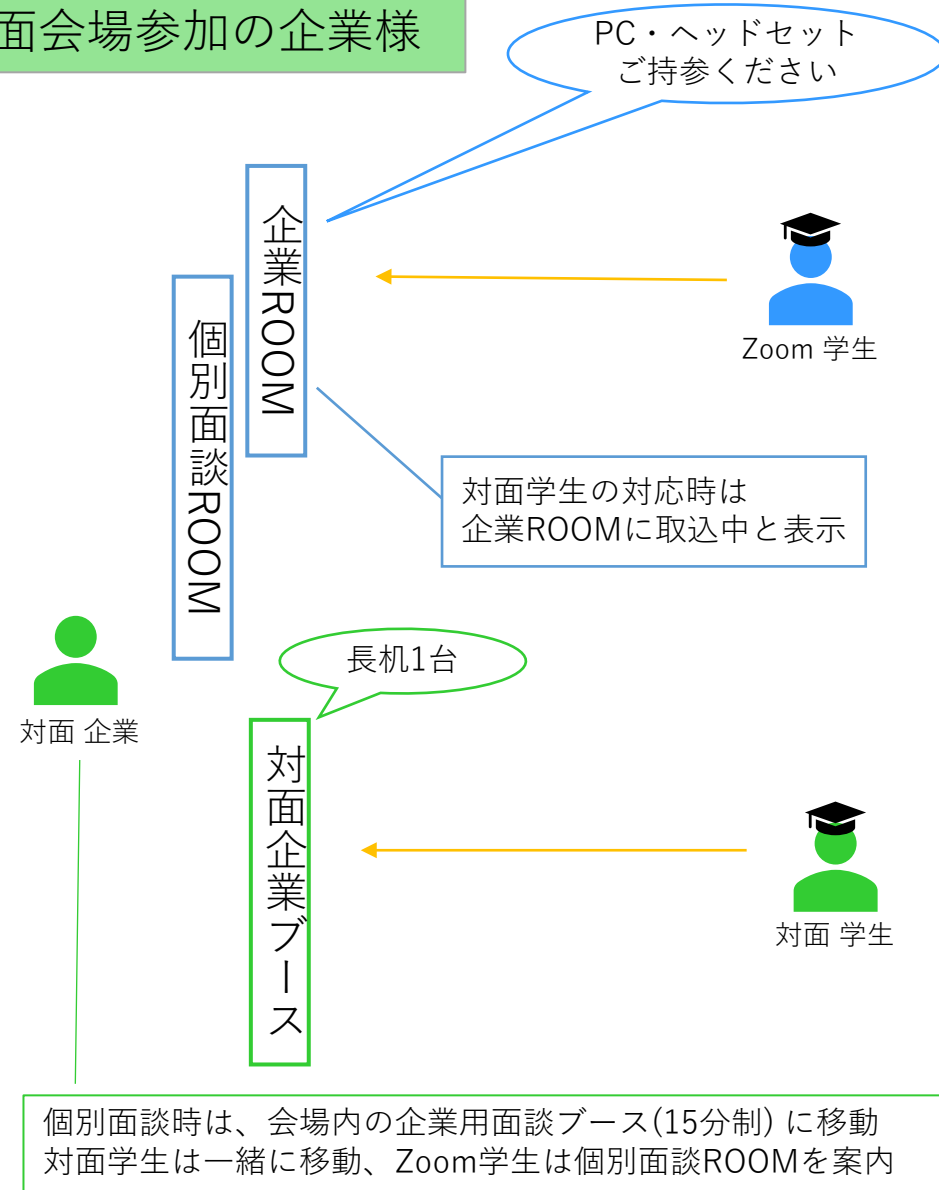 面会場参加の企業様
PC・ヘッドセット
ご持参ください
企業ROOM
個別面談ROOM
Zoom 学生
対面学生の対応時は
企業ROOMに取込中と表示
長机1台
対面 企業
対面企業ブース
対面 学生
個別面談時は、会場内の企業用面談ブース(15分制) に移動
対面学生は一緒に移動、Zoom学生は個別面談ROOMを案内